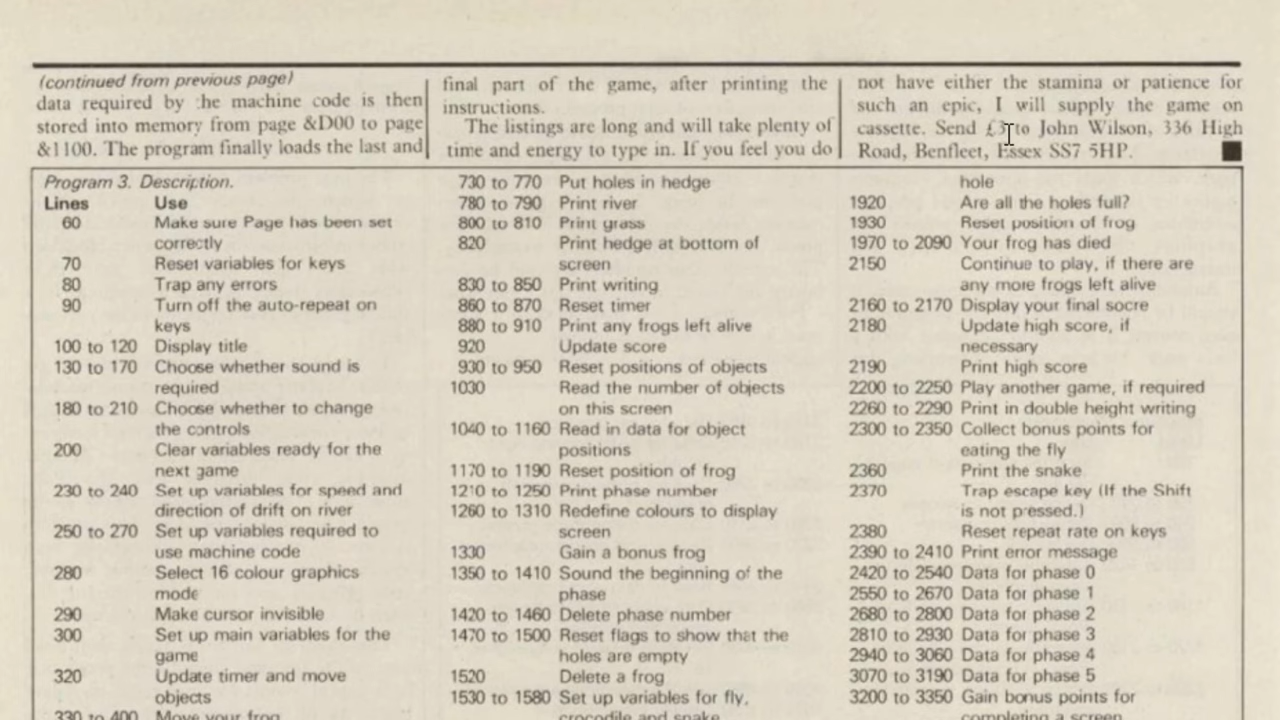 (continued from previous page)
data required by the machine code is then
stored into memory from page &D00 to page
&1100. The program finally loads the last and
final part of the game, after printing the
instructions.
The listings are long and will take plenty of
time and energy to type in. If you feel you do
not have either the stamina or patience for
such an epic, I will supply the game on
cassette. Send £3 to John Wilson, 336 High
Road, Benfleet, Essex SS7 5HP.
Program 3. Description.
Lines Use
60 Make sure Page has been set
correctly
70 Reset variables for keys
80 Trap any errors
90 Turn off the auto-repeat on
keys
100 to 120 Display title
130 to 170 Choose whether sound is
required
180 to 210 Choose whether to change
the controls
200 Clear variables ready for the
next game
230 to 240 Set up variables for speed and
direction of drift on river
250 to 270 Set up variables required to
use machine code
280 Select 16 colour graphics
mode
290 Make cursor invisible
300 Set up main variables for the
game
320 Update timer and move
objects
330 to 400 Move your frog
730 to 770 Put holes in hedge
780 to 790 Print river
800 to 810 Print grass
820 Print hedge at bottom of
screen
830 to 850 Print writing
860 to 870 Reset timer
880 to 910 Print any frogs left alive
920 Update score
930 to 950 Reset positions of objects
1030 Read the number of objects
on this screen
1040 to 1160 Read in data for object
positions
1170 to 1190 Reset position of frog
1210 to 1250 Print phase number
1260 to 1310 Redefine colours to display
screen
1330 Gain a bonus frog
1350 to 1410 Sound the beginning of the
phase
1420 to 1460 Delete phase number
1470 to 1500 Reset flags to show that the
holes are empty
1520 Delete a frog
1530 to 1580 Set up variables for fly,
crocodile and snake
hole
1920 Are all the holes full?
1930 Reset position of frog
1970 to 2090 Your frog has died
2150 Continue to play, if there are
any more frogs left alive
2160 to 2170 Display your final socre
2180 Update high score, if
necessary
2190 Print high score
2200 to 2250 Play another game, if required
2260 to 2290 Print in double height writing
2300 to 2350 Collect bonus points for
eating the fly
2360 Print the snake
2370 Trap escape key (If the Shift
is not pressed.)
2380 Reset repeat rate on keys
2390 to 2410 Print error message
2420 to 2540 Data for phase 0
2550 to 2670 Data for phase 1
2680 to 2800 Data for phase 2
2810 to 2930 Data for phase 3
2940 to 3060 Data for phase 4
3070 to 3190 Data for phase 5
3200 to 3350 Gain bonus points for
completing a screen